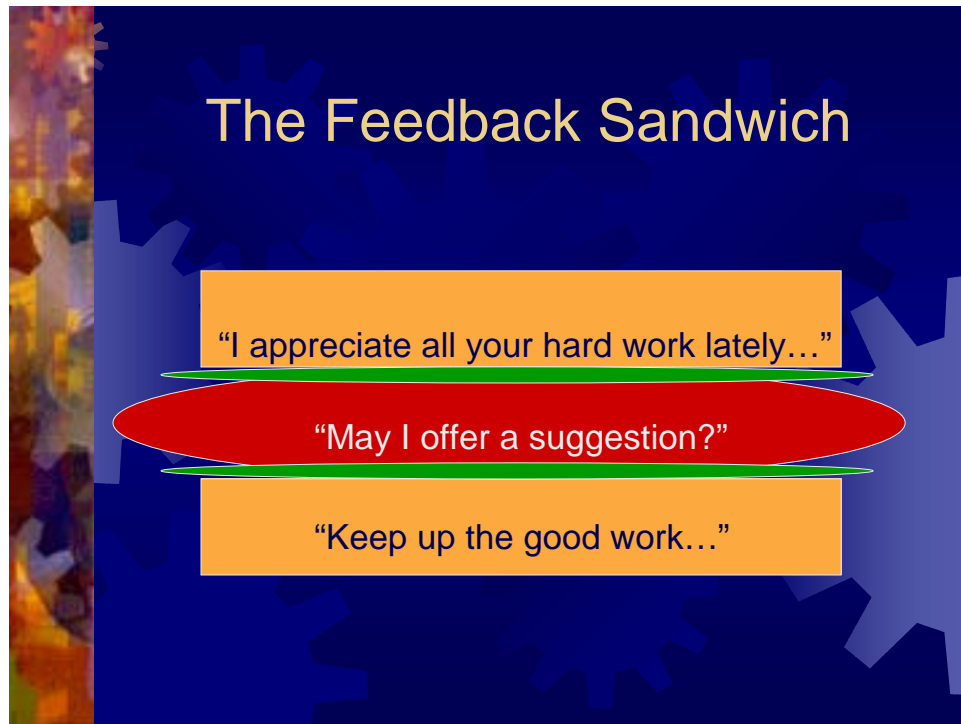 The Feedback Sandwich
“I appreciate all your hard work lately…”
“May I offer a suggestion?”
“Keep up the good work…”